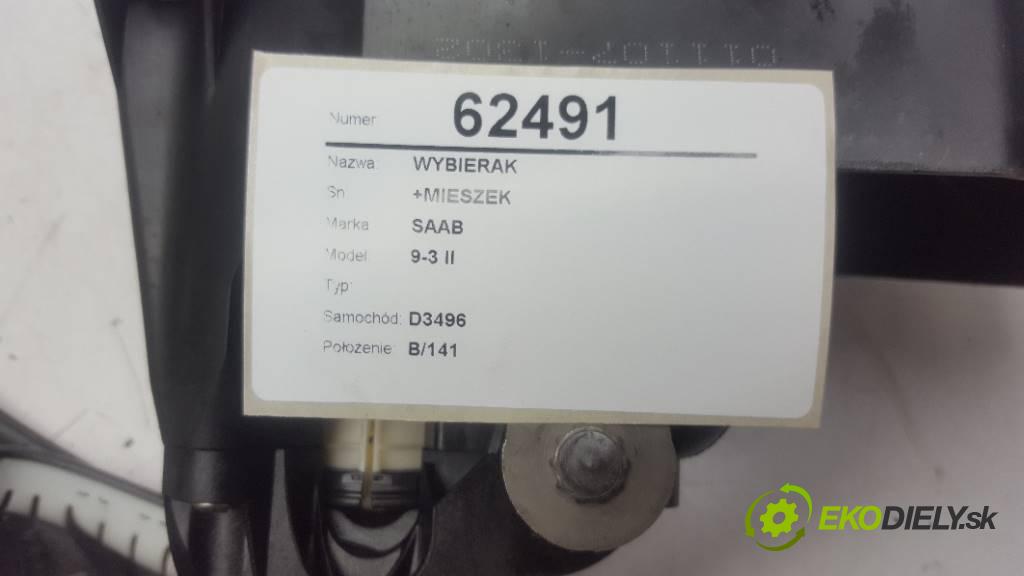 Numer: 62491
Nazwa: WYBIERAK
Sn: +MIESZEK
Marka: SAAB
Model: 9-3 II
Typ:
Samochód: D3496
Położenie: B/141
EKODIELY.sk